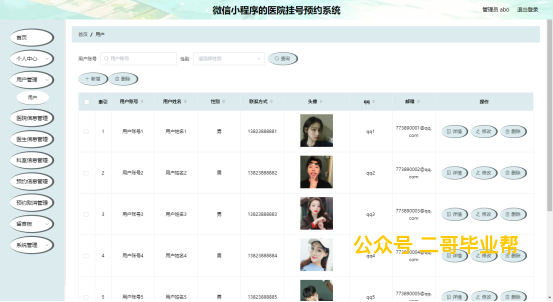 微信小程序的医院挂号预约系统
管理员 abo 退出登录
首页
个人中心
用户管理
用户
医院信息管理
医生信息管理
科室信息管理
预约信息管理
预约取消管理
留言板
系统管理
首页 / 用户
用户账号 用户账号 性别 请选择性别 查询
新增 删除
索引 用户账号 用户姓名 性别 联系方式 头像 qq 邮箱 操作
1 用户账号1 用户姓名1 男 13823888881 qq1 773890001@qq.com 详情 修改 删除
2 用户账号2 用户姓名2 男 13823888882 qq2 773890002@qq.com 详情 修改 删除
3 用户账号3 用户姓名3 男 13823888883 qq3 773890003@qq.com 详情 修改 删除
4 用户账号4 用户姓名4 男 13823888884 qq4 773890004@qq.com 详情 修改 删除
5 用户账号5 用户姓名5 男 13823888885 qq5 773890005@qq. 详情 修改 删除
公众号 二哥毕业帮